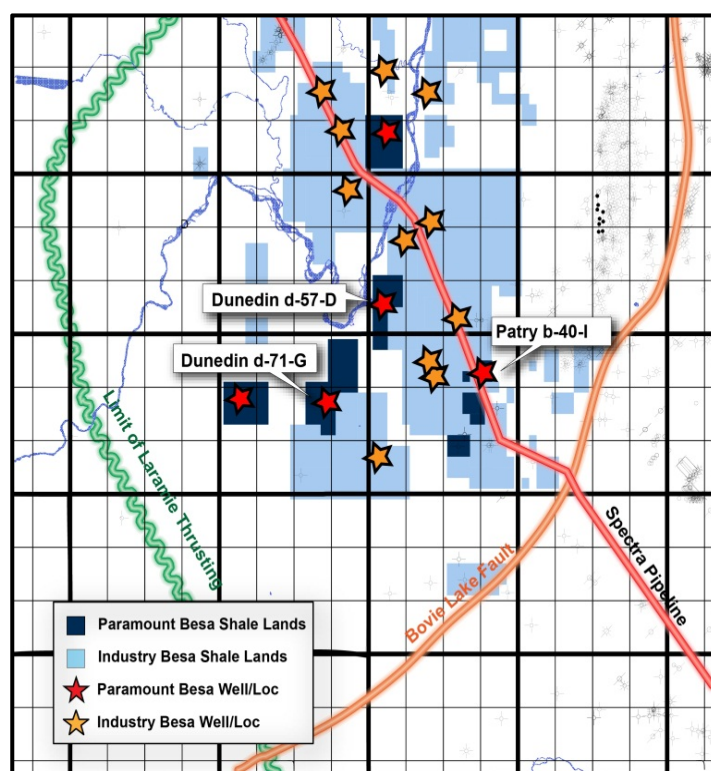 Dunedin d-57-D
Patry b-40-I
Dunedin d-71-G
Limit of Laramie Thrusting
Bovie Lake Fault
Spectra Pipeline
Paramount Besa Shale Lands
Industry Besa Shale Lands
Paramount Besa Well/Loc
Industry Besa Well/Loc